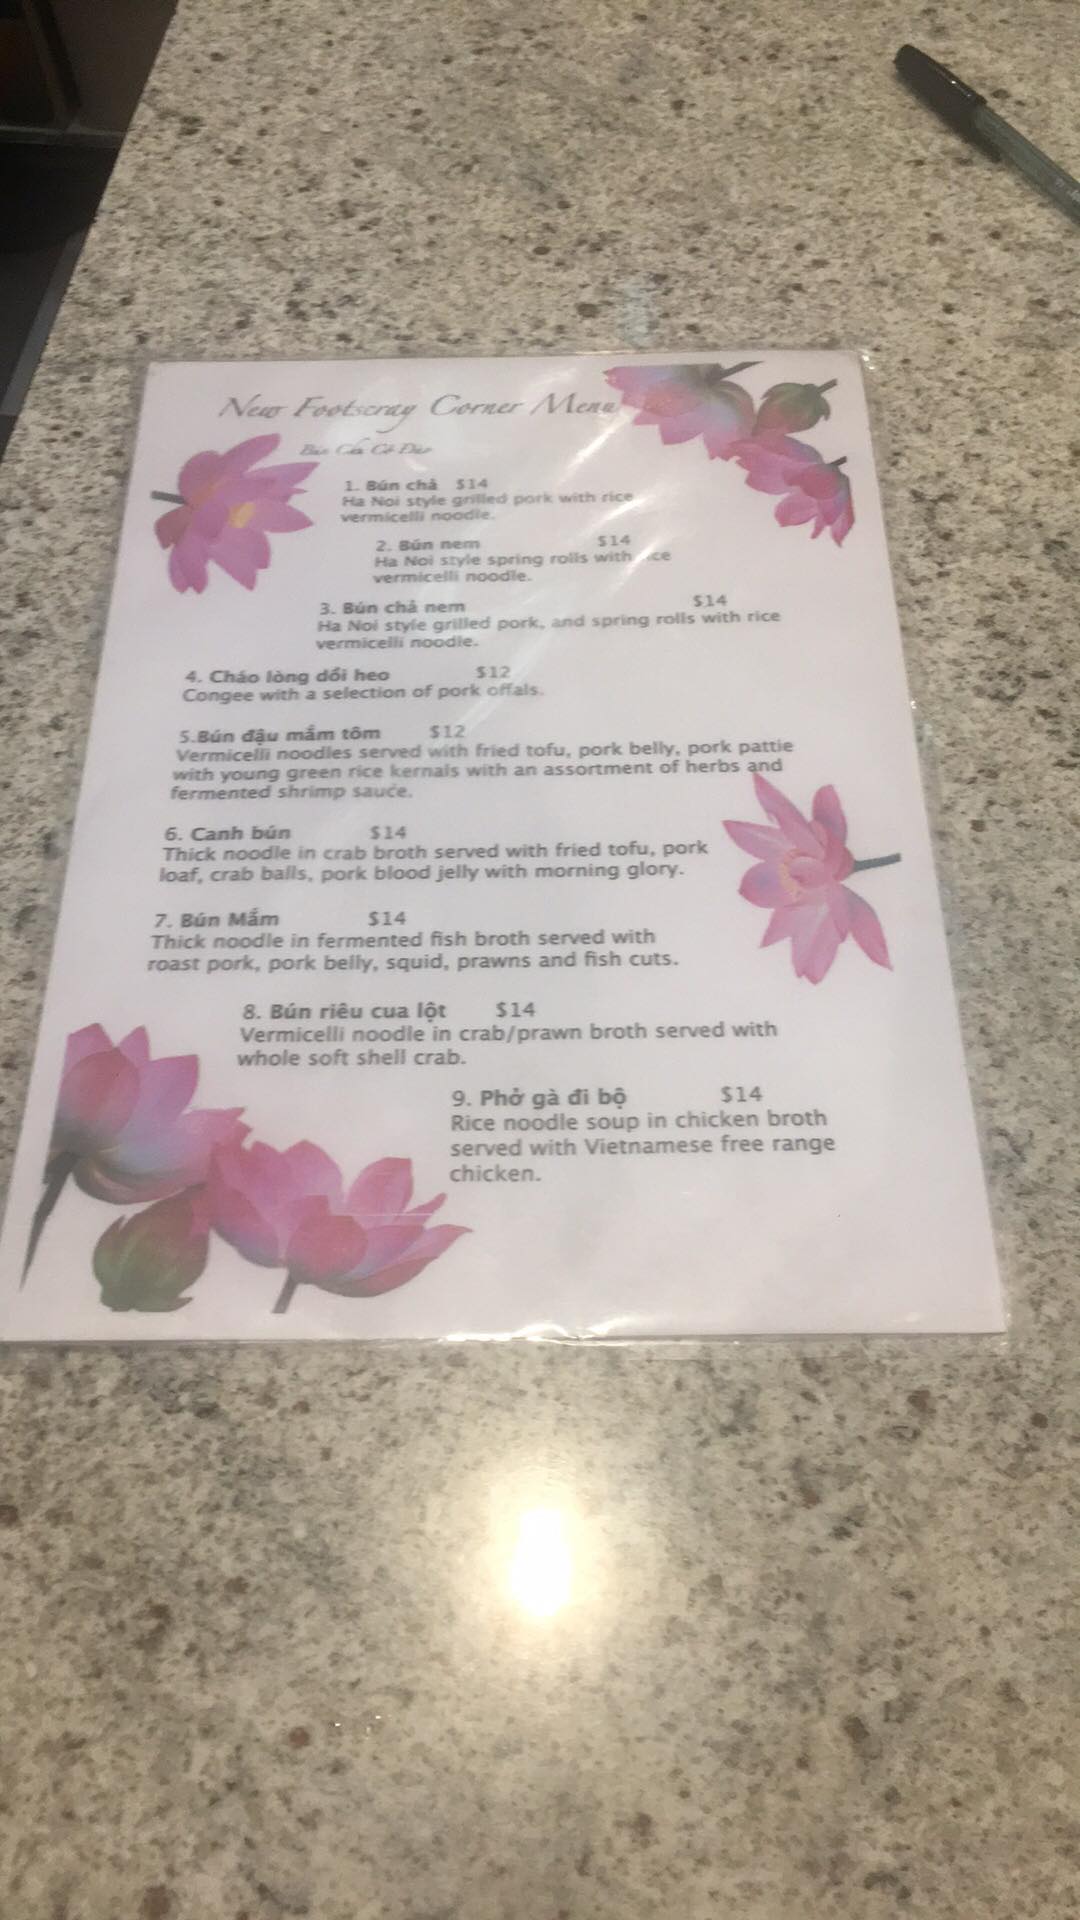 New Footscray Corner Menu
Bún Chả Cô Đào
1. Bún chả $14
Ha Noi style grilled pork with rice
vermicelli noodle.
2. Bún nem $14
Ha Noi style spring rolls with rice
vermicelli noodle.
3. Bún chả nem $14
Ha Noi style grilled pork, and spring rolls with rice
vermicelli noodle.
4. Cháo lòng dồi heo $12
Congee with a selection of pork offals.
5.Bún đậu mắm tôm $12
Vermicelli noodles served with fried tofu, pork belly, pork pattie
with young green rice kernals with an assortment of herbs and
fermented shrimp sauce.
6. Canh bún $14
Thick noodle in crab broth served with fried tofu, pork
loaf, crab balls, pork blood jelly with morning glory.
7. Bún Mắm $14
Thick noodle in fermented fish broth served with
roast pork, pork belly, squid, prawns and fish cuts.
8. Bún riêu cua lột $14
Vermicelli noodle in crab/prawn broth served with
whole soft shell crab.
9. Phở gà đi bộ $14
Rice noodle soup in chicken broth
served with Vietnamese free range
chicken.